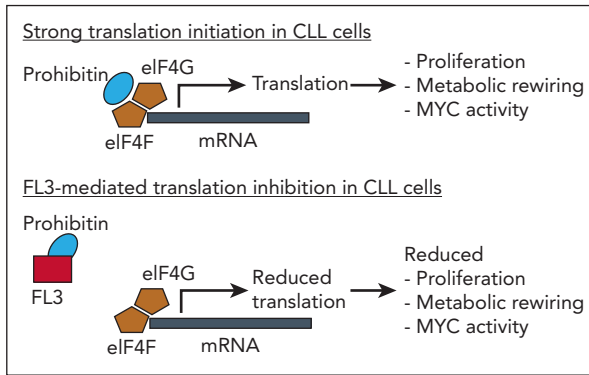 Strong translation initiation in CLL cells
Prohibitin
eIF4G
Translation
- Proliferation
- Metabolic rewiring
- MYC activity
eIF4F
mRNA
FL3-mediated translation inhibition in CLL cells
Prohibitin
FL3
eIF4G
Reduced
translation
Reduced
- Proliferation
- Metabolic rewiring
- MYC activity
eIF4F
mRNA